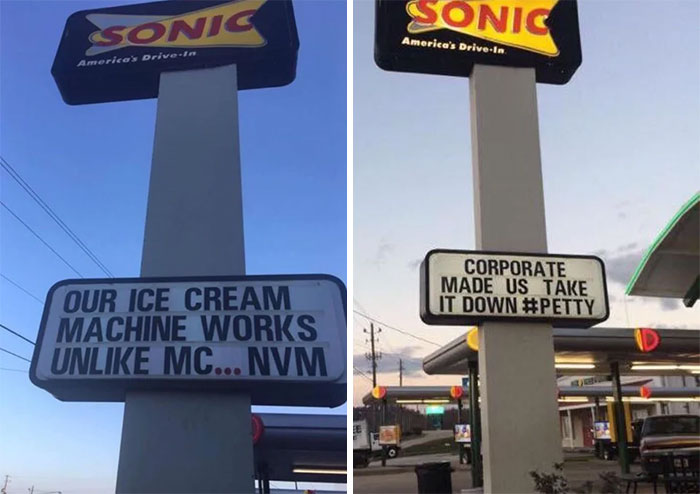 SONIC
America's Drive-In
OUR ICE CREAM
MACHINE WORKS
UNLIKE MC... NVM
SONIC
America's Drive-In
CORPORATE
MADE US TAKE
IT DOWN #PETTY